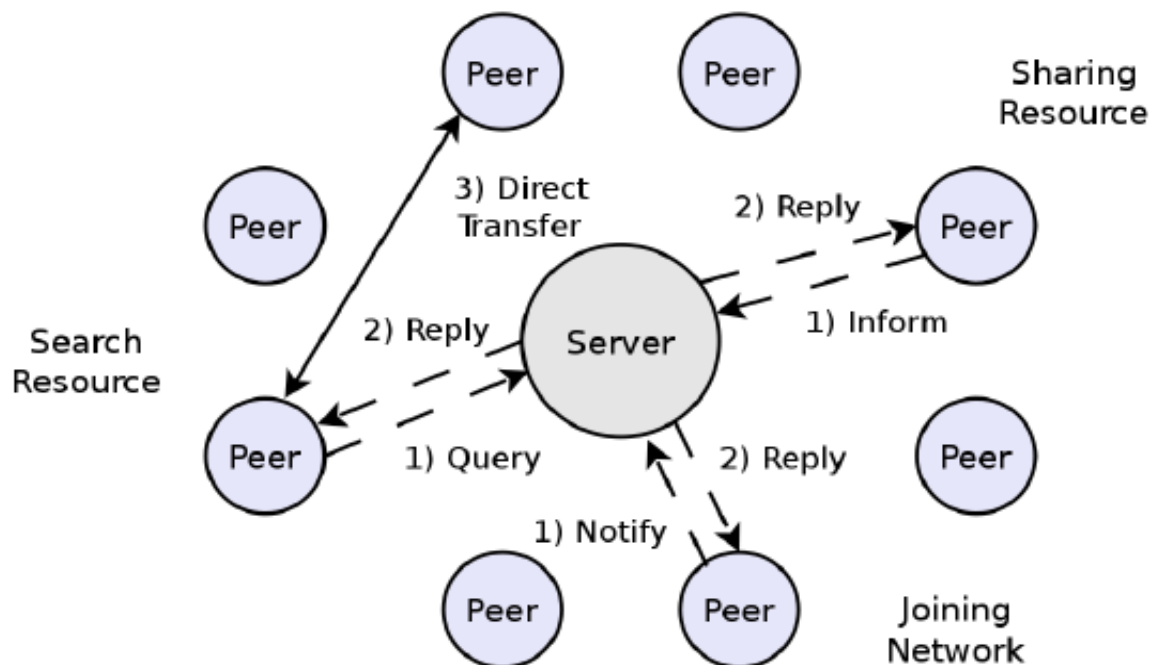 Peer
Peer
Sharing
Resource
3) Direct
Transfer
2) Reply
Peer
Peer
1) Inform
2) Reply
Server
Search
Resource
Peer
1) Query
2) Reply
Peer
1) Notify
Peer
Peer
Joining
Network